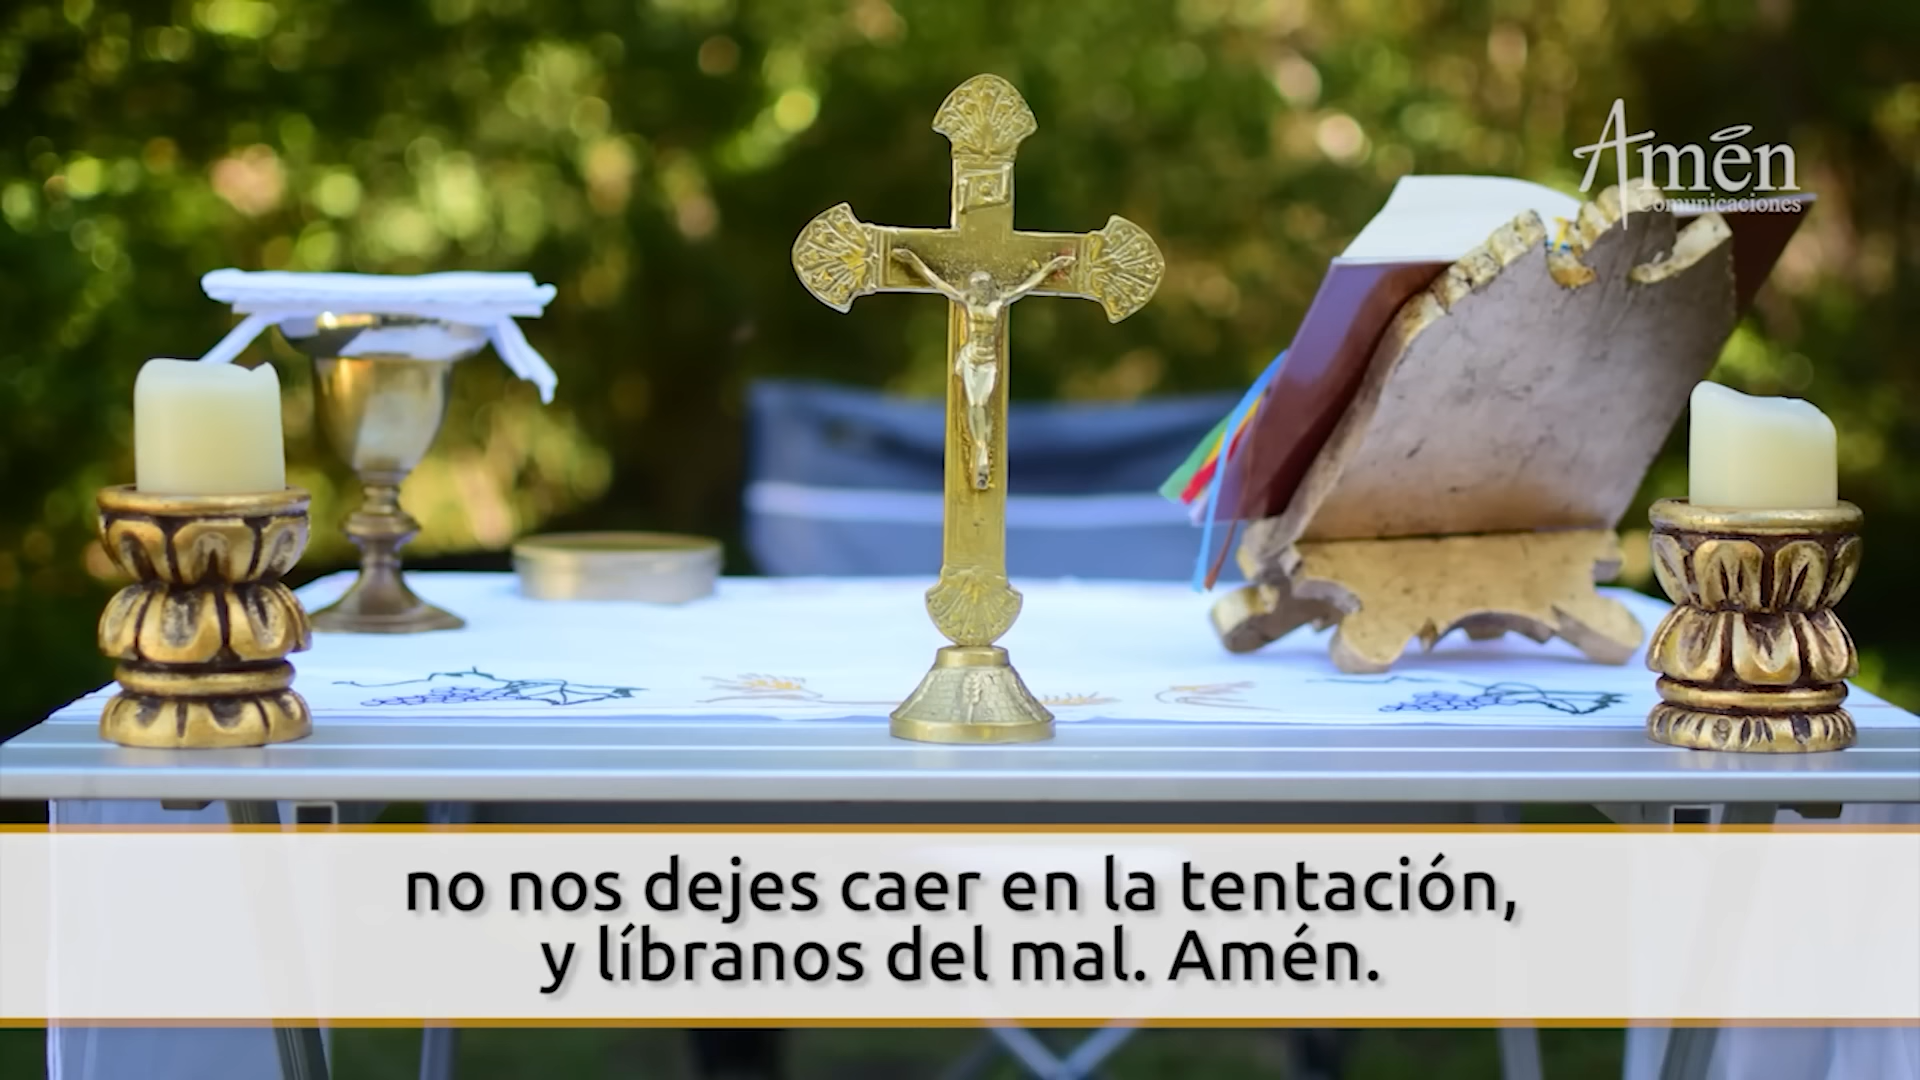 Amén
Comunicaciones
no nos dejes caer en la tentación,
y líbranos del mal. Amén.